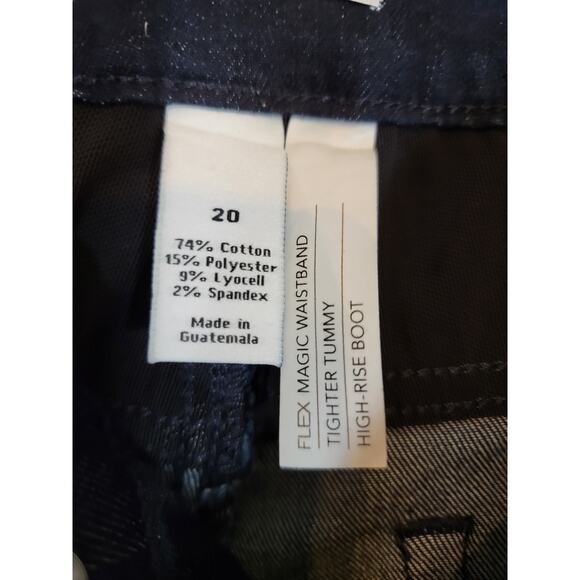 20
74% Cotton
15% Polyester
9% Lyocell
2% Spandex
Made in
Guatemala
FLEX MAGIC WAISTBAND
TIGHTER TUMMY
HIGH-RISE BOOT